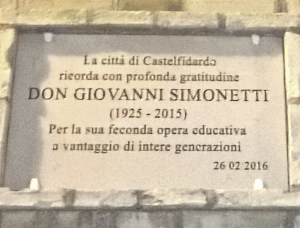 La città di Castelfidardo
ricorda con profonda gratitudine
DON GIOVANNI SIMONETTI
(1925 - 2015)
Per la sua feconda opera educativa
a vantaggio di intere generazioni
26 02 2016